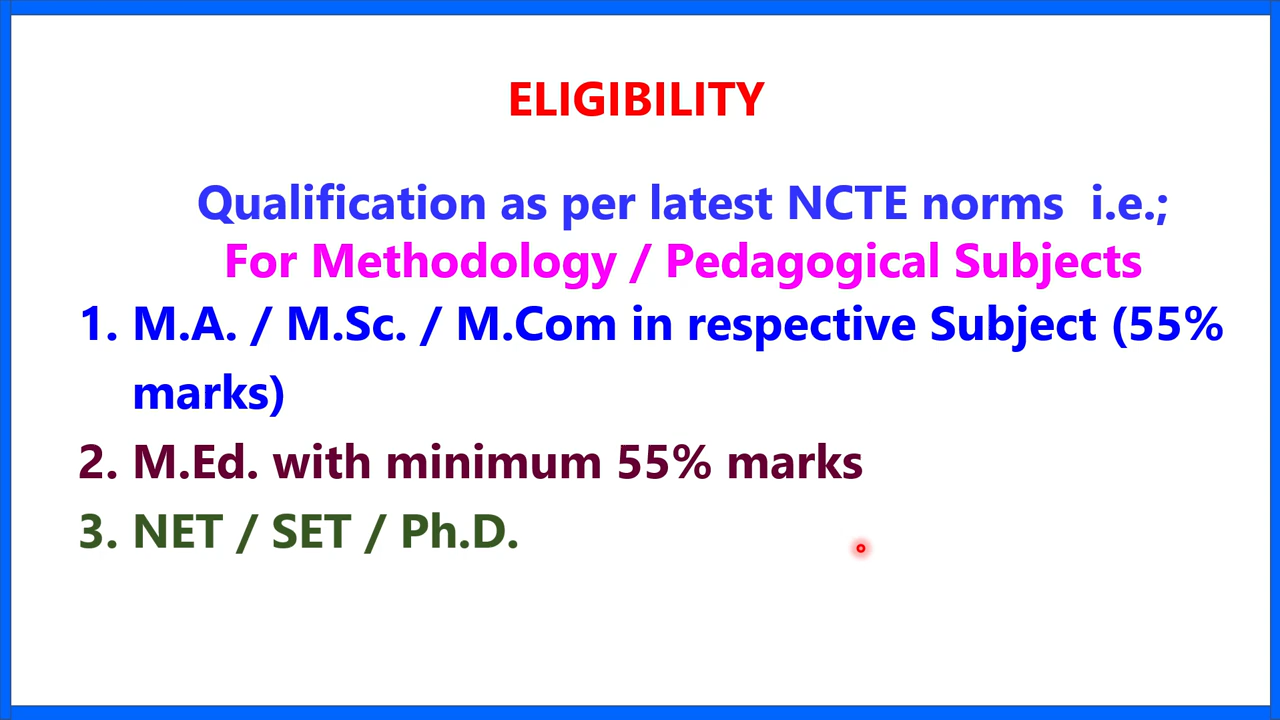 ELIGIBILITY
Qualification as per latest NCTE norms  i.e.;
For Methodology / Pedagogical Subjects
1. M.A. / M.Sc. / M.Com in respective Subject (55%
marks)
2. M.Ed. with minimum 55% marks
3. NET / SET / Ph.D.